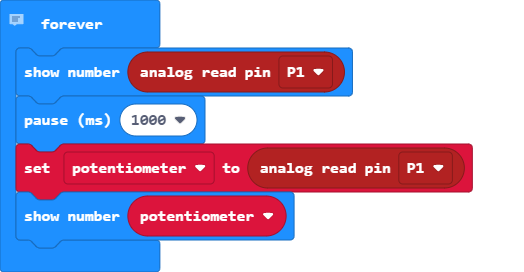 forever
show number analog read pin P1
pause (ms) 1000
set potentiometer to analog read pin P1
show number potentiometer